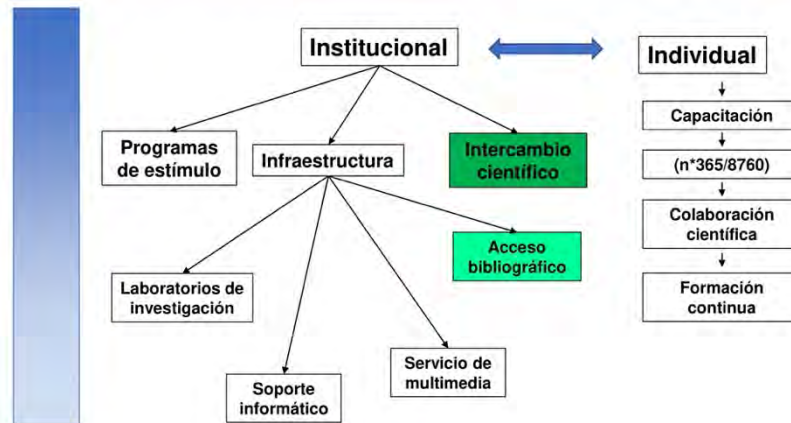 Institucional
Individual
Programas
de estímulo
Infraestructura
Intercambio
científico
Laboratorios de
investigación
Soporte
informático
Servicio de
multimedia
Acceso
bibliográfico
Capacitación
(n*365/8760)
Colaboración
científica
Formación
continua